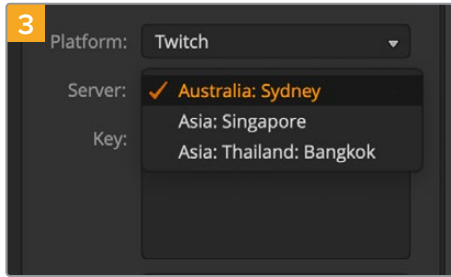 3
Platform: Twitch
Server: Australia: Sydney
Asia: Singapore
Key:
Asia: Thailand: Bangkok